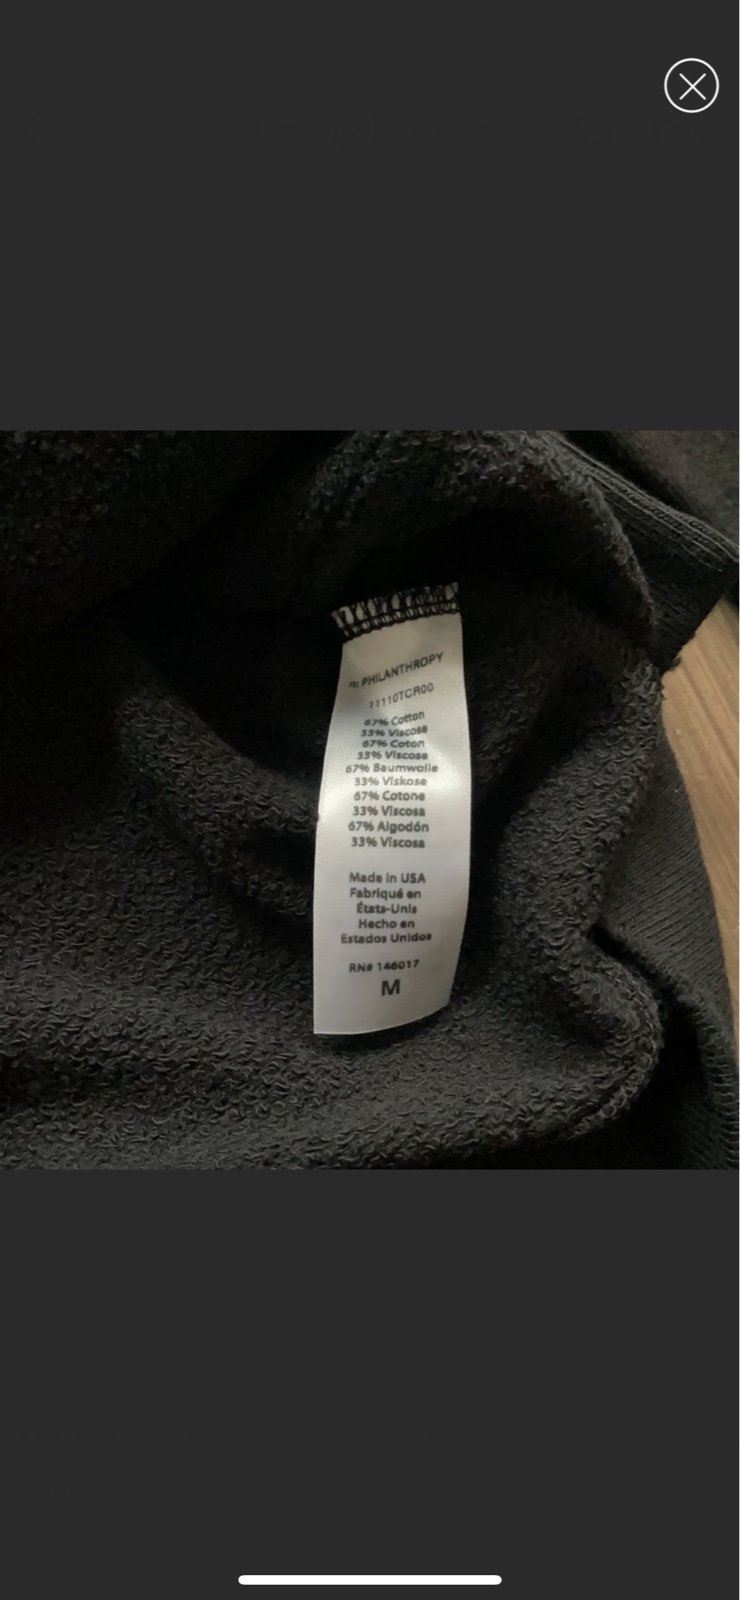 PHILANTHROPY
11110TCR00
67% Cotton
33% Viscose
67% Coton
33% Viscose
67% Baumwolle
33% Viskose
67% Cotone
33% Viscosa
67% Algodón
33% Viscosa
Made in USA
Fabriqué en
États-Unis
Hecho en
Estados Unidos
RN# 146017
M